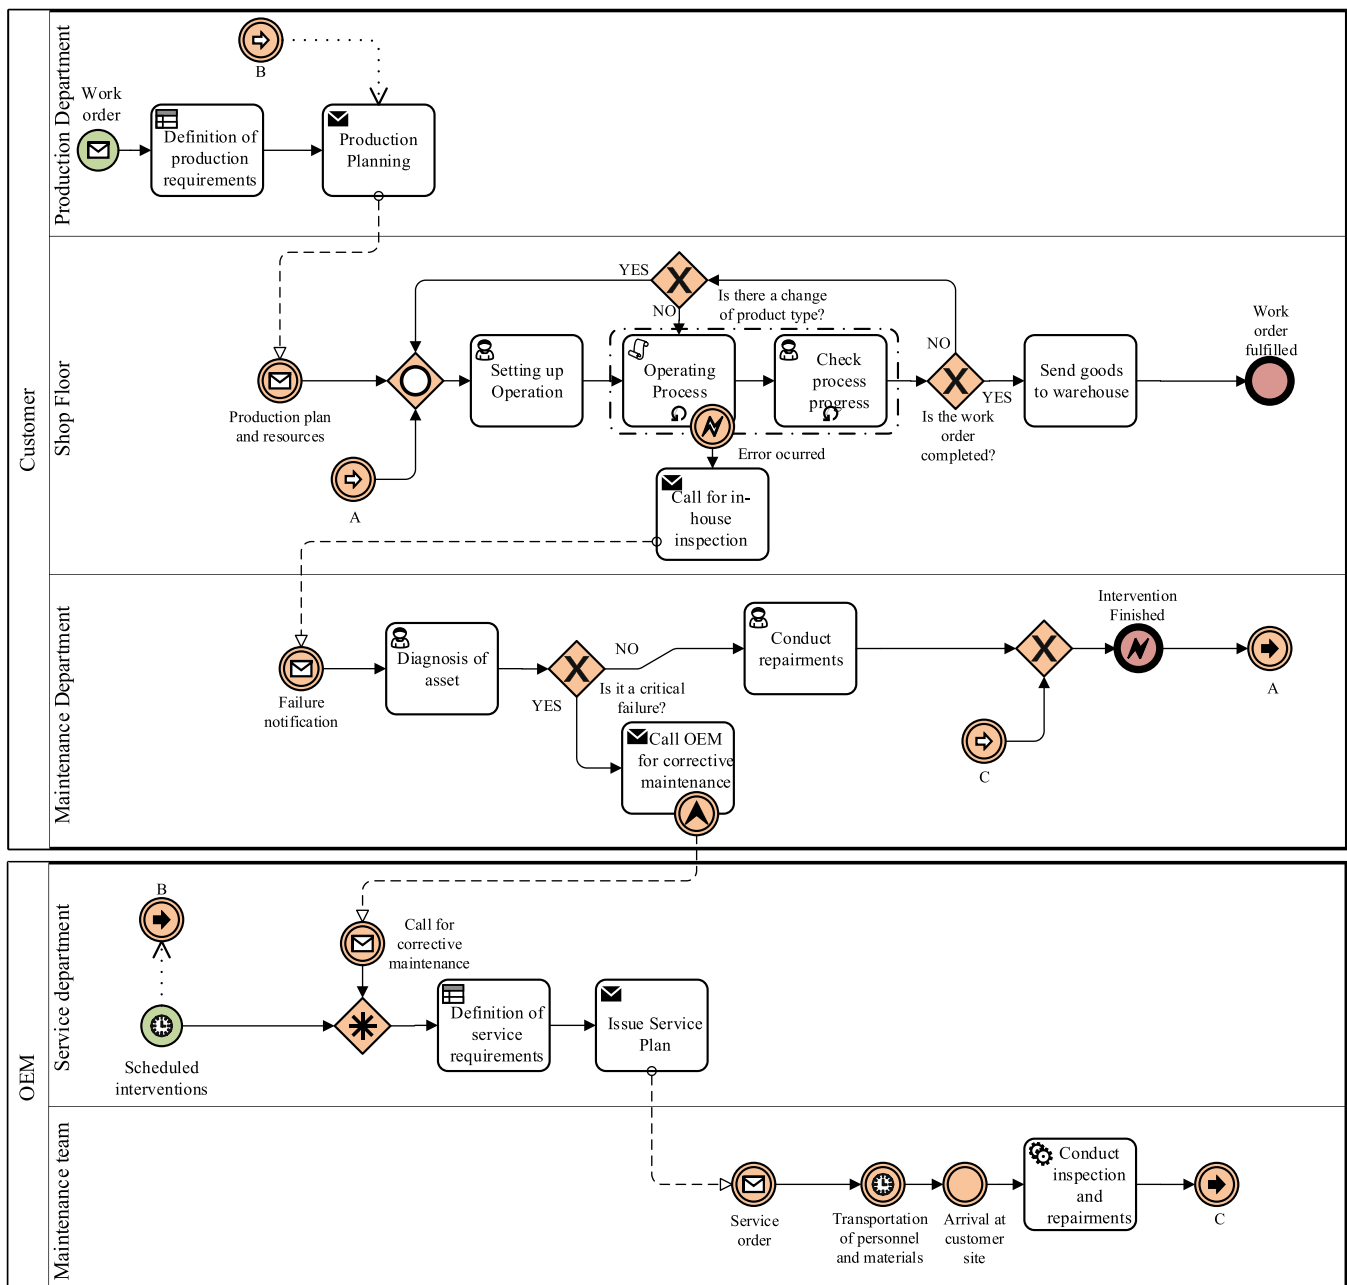 Customer
Production Department
B
Work
order
Definition of
production
requirements
Production
Planning
Shop Floor
YES
NO
Is there a change
of product type?
Work
order
fulfilled
Setting up
Operation
Operating
Process
Check
process
progress
NO
YES
Send goods
to warehouse
Production plan
and resources
Is the work
order
completed?
Error ocurred
A
Call for in-
house
inspection
Maintenance Department
Intervention
Finished
Failure
notification
Diagnosis of
asset
NO
Is it a critical
failure?
YES
Conduct
repairments
Call OEM
for corrective
maintenance
C
A
OEM
Service department
B
Call for
corrective
maintenance
Scheduled
interventions
Definition of
service
requirements
Issue Service
Plan
Maintenance team
Service
order
Transportation
of personnel
and materials
Arrival at
customer
site
Conduct
inspection
and
repairments
C